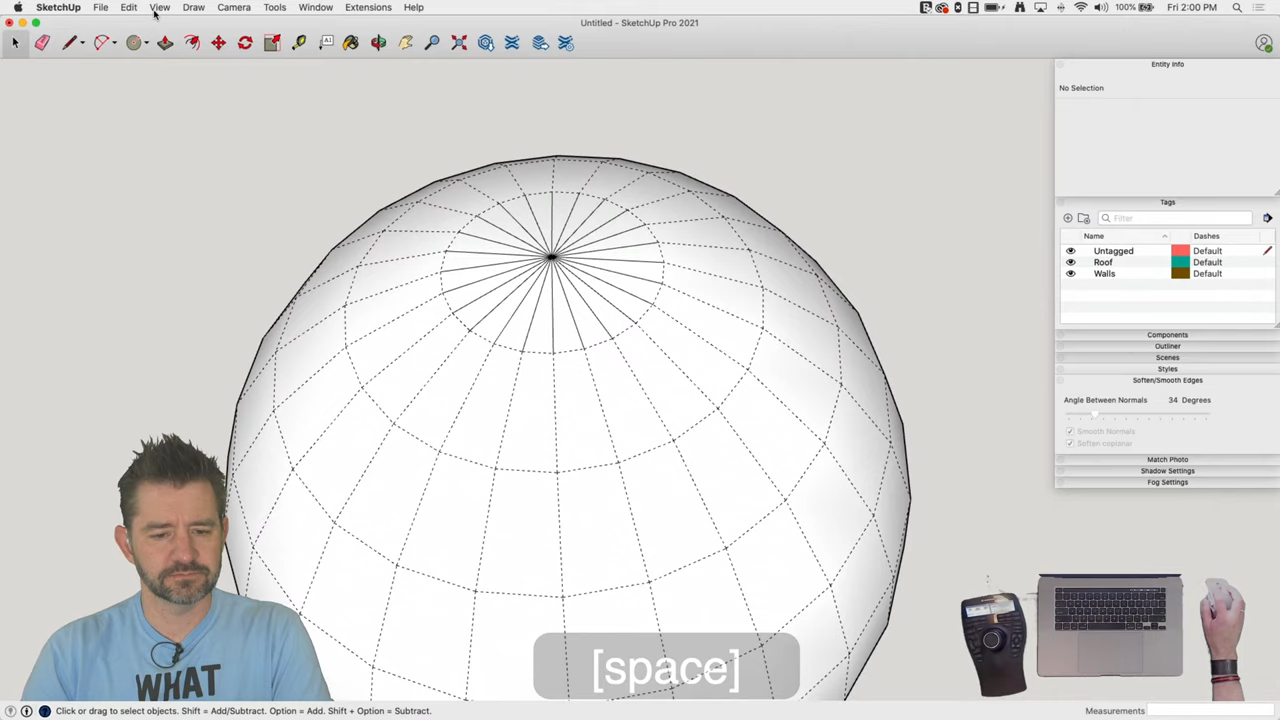 SketchUp File Edit View Draw Camera Tools Window Extensions Help 100% Fri 2:00 PM
Untitled - SketchUp Pro 2021
Entity Info
No Selection
Tags
Filter
Name Dashes
Untagged Default
Roof Default
Walls Default
Components
Outliner
Scenes
Styles
Soften/Smooth Edges
Angle Between Normals 34 Degrees
Smooth Normals
Soften coplanar
Match Photo
Shadow Settings
Fog Settings
WHAT
[space]
Click or drag to select objects. Shift = Add/Subtract. Option = Add. Shift + Option = Subtract.
Measurements